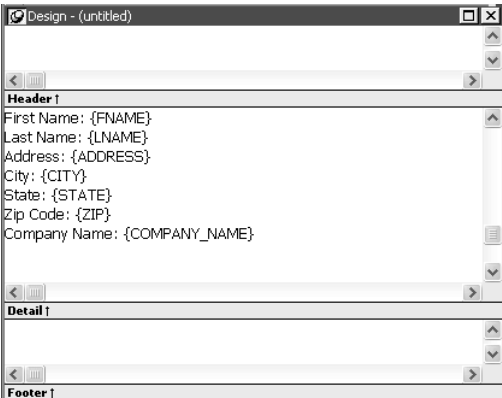 Design - (untitled)
Header ↑
First Name: {FNAME}
Last Name: {LNAME}
Address: {ADDRESS}
City: {CITY}
State: {STATE}
Zip Code: {ZIP}
Company Name: {COMPANY_NAME}
Detail ↑
Footer ↑